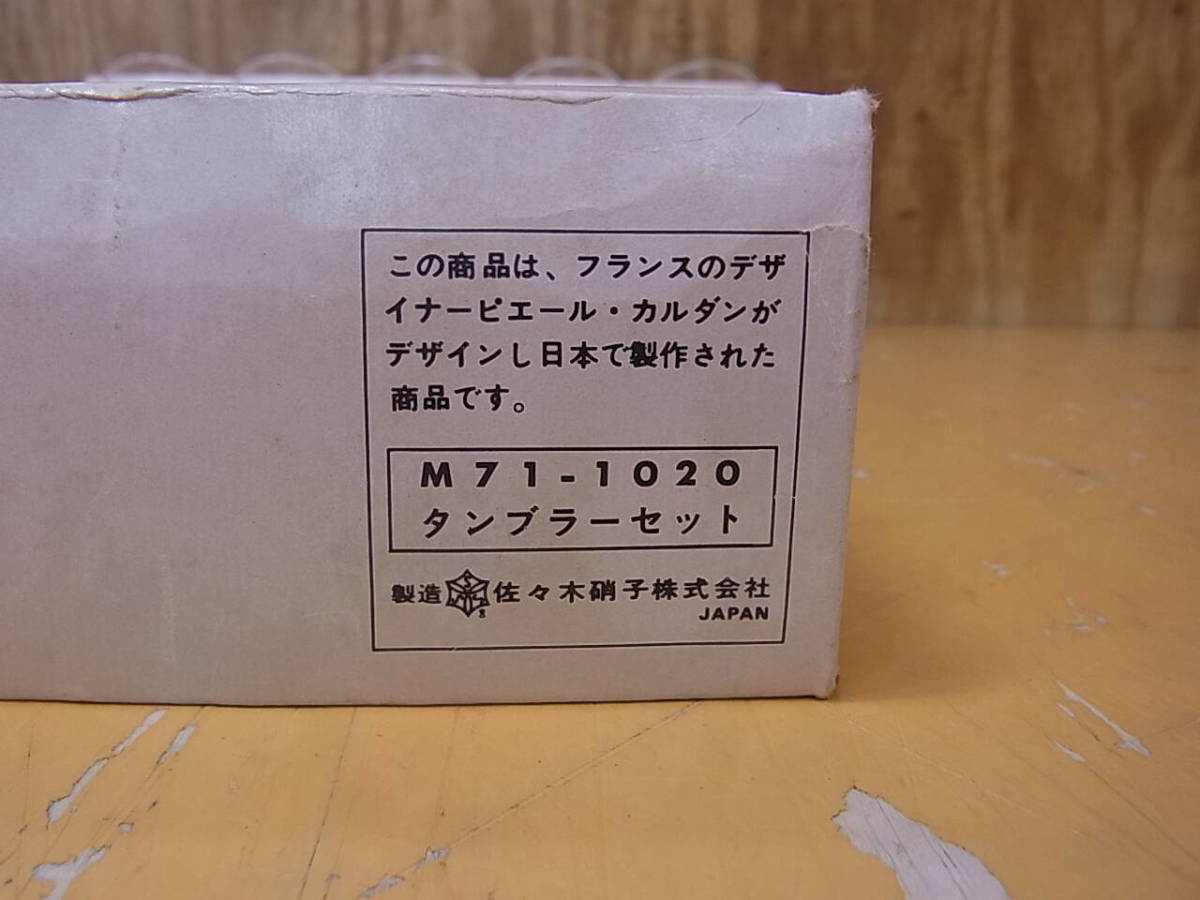 この商品は、フランスのデザ
イナーピエール・カルダンが
デザインし日本で製作された
商品です。
M71-1020
タンブラーセット
製造 佐々木硝子株式会社
JAPAN